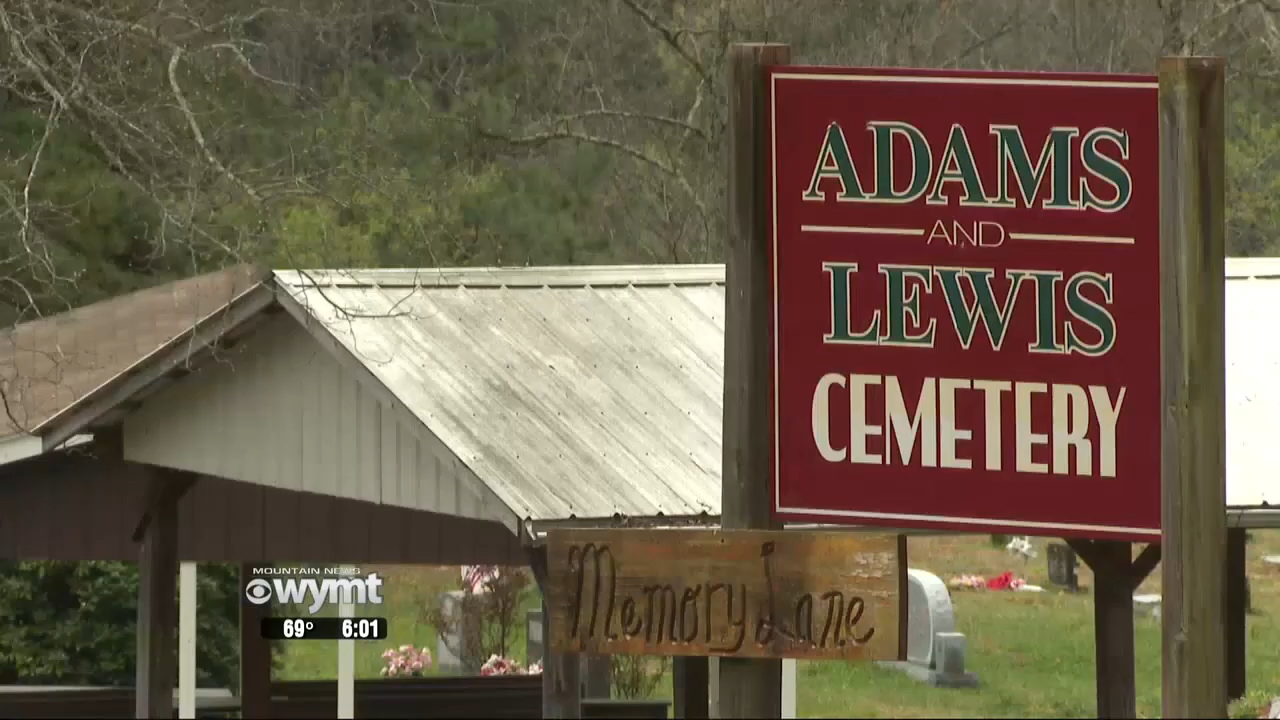 ADAMS
AND
LEWIS
CEMETERY
Memory Lane
MOUNTAIN NEWS
wymt
69° 6:01